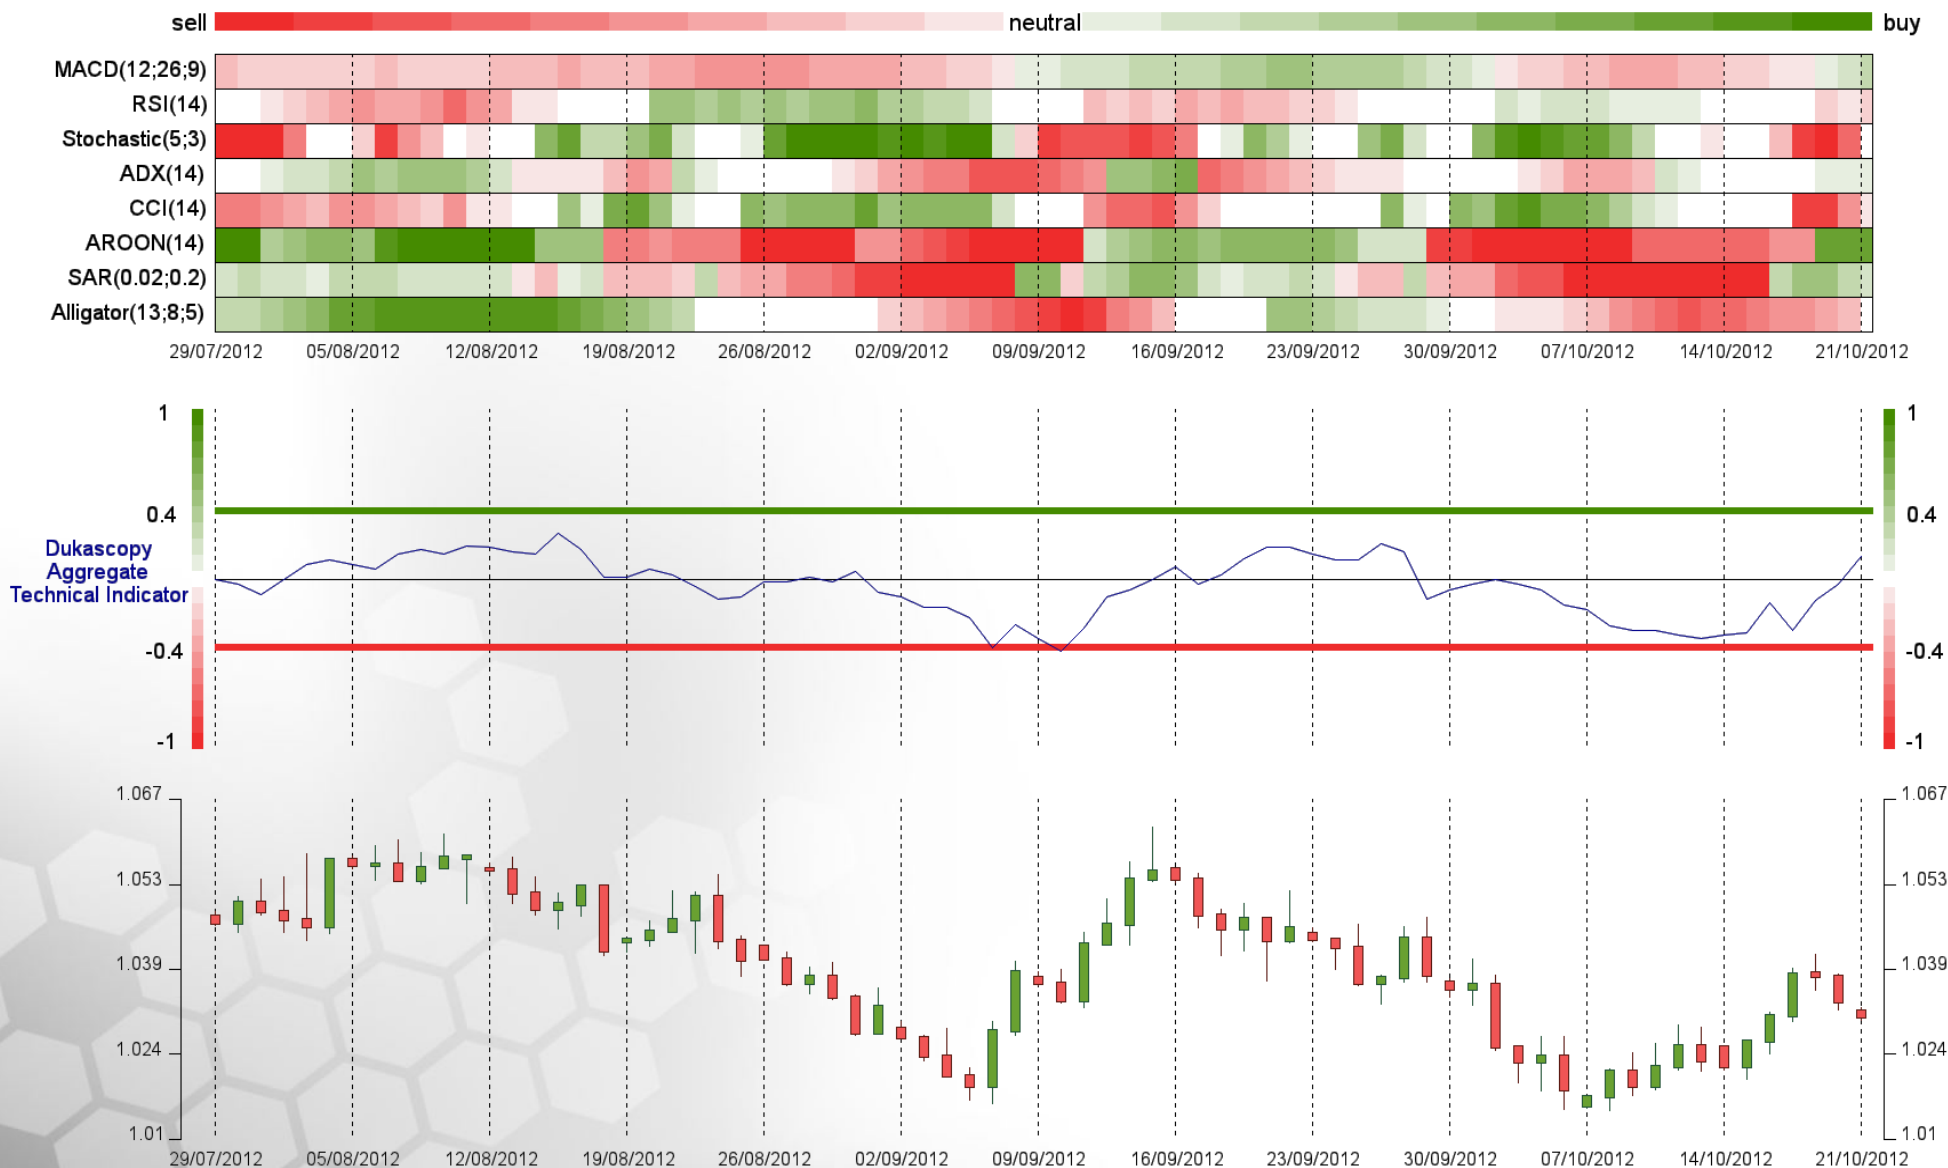 sell neutral buy
MACD(12;26;9)
RSI(14)
Stochastic(5;3)
ADX(14)
CCI(14)
AROON(14)
SAR(0.02;0.2)
Alligator(13;8;5)
29/07/2012 05/08/2012 12/08/2012 19/08/2012 26/08/2012 02/09/2012 09/09/2012 16/09/2012 23/09/2012 30/09/2012 07/10/2012 14/10/2012 21/10/2012
1 1
0.4 0.4
Dukascopy
Aggregate
Technical Indicator
-0.4 -0.4
-1 -1
1.067 1.067
1.053 1.053
1.039 1.039
1.024 1.024
1.01 1.01
29/07/2012 05/08/2012 12/08/2012 19/08/2012 26/08/2012 02/09/2012 09/09/2012 16/09/2012 23/09/2012 30/09/2012 07/10/2012 14/10/2012 21/10/2012